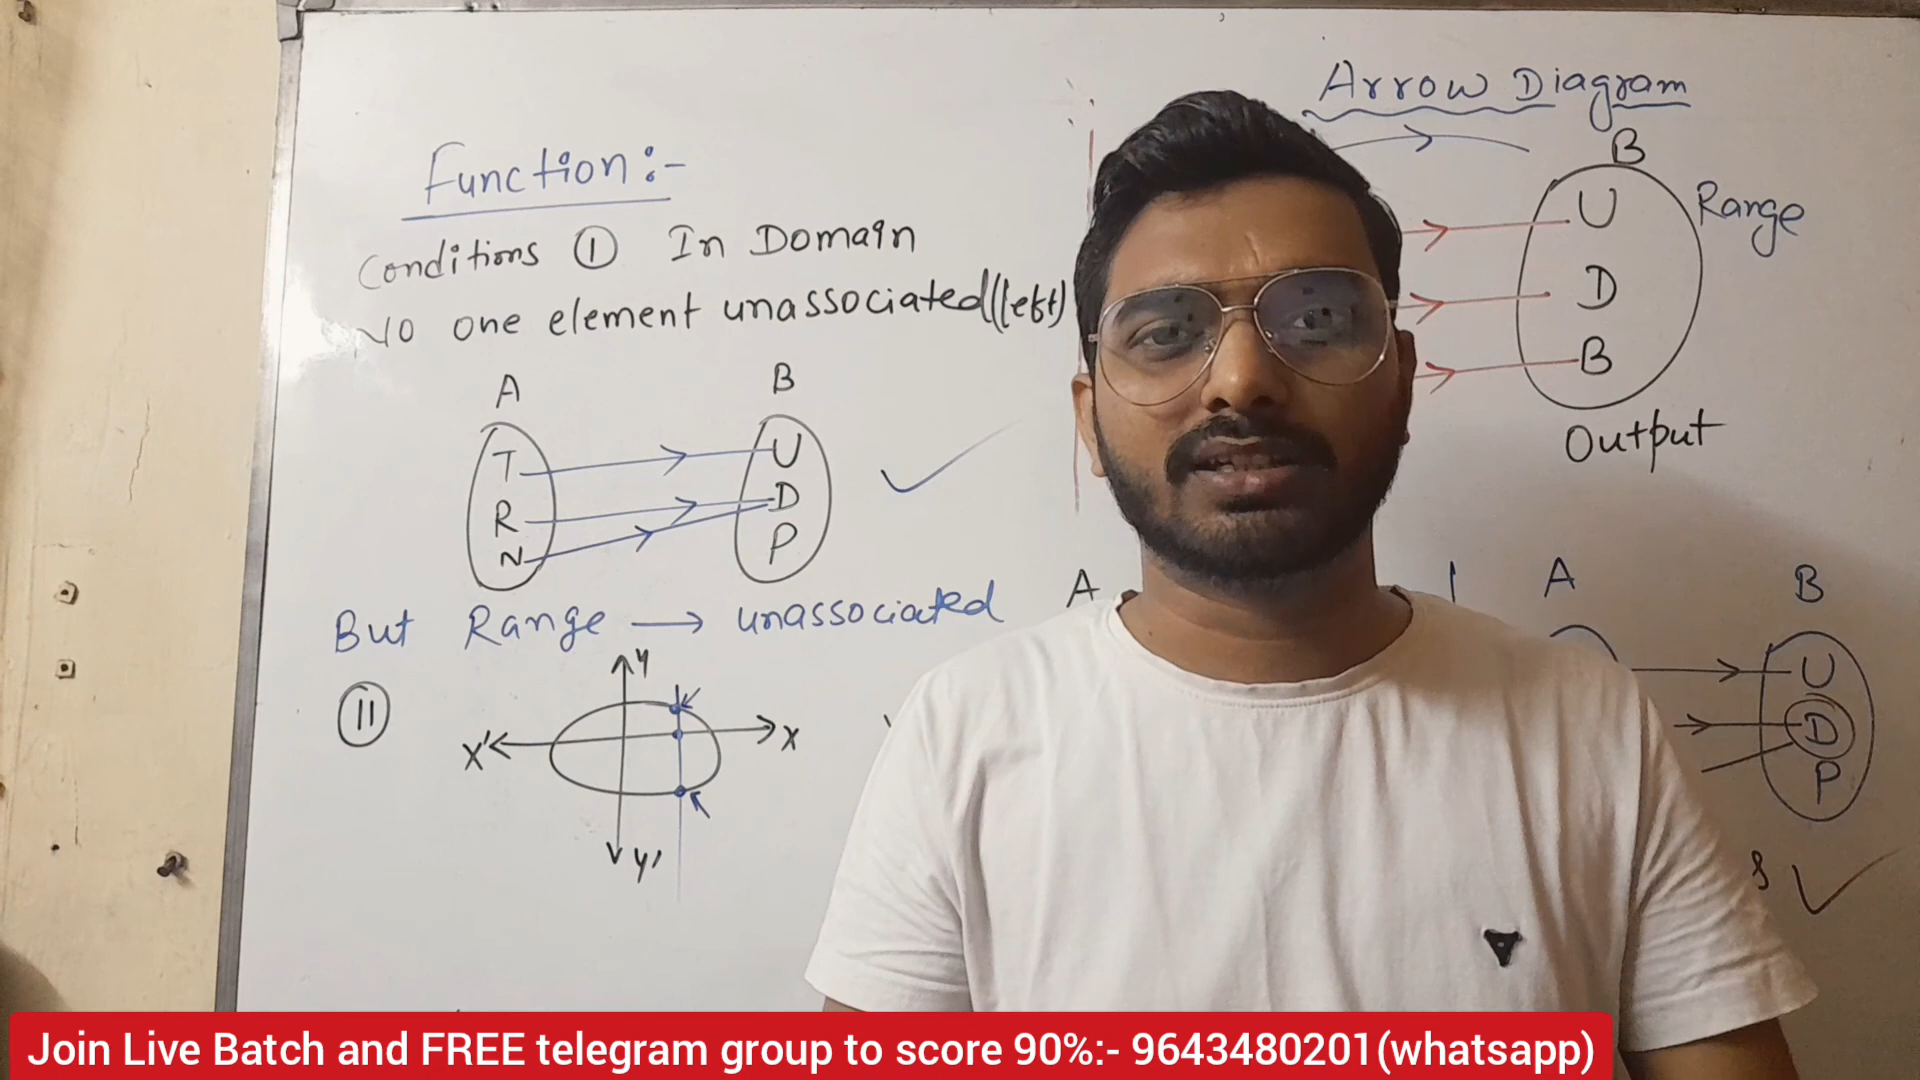 Function :-
Conditions ① In Domain
No one element unassociated (left)
A B
T U
R D
N P
But Range → unassociated
②
Y
X' X
Y'
Arrow Diagram
B
U Range
D
B
Output
A
A B
U
D
P
Join Live Batch and FREE telegram group to score 90%:- 9643480201(whatsapp)